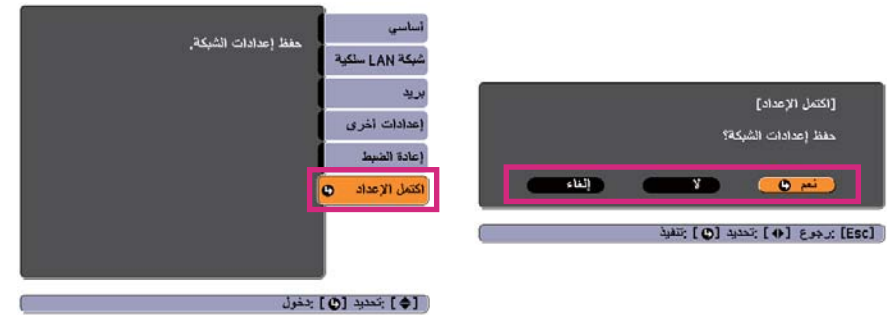 أساسي
شبكة LAN سلكية
بريد
إعدادات أخرى
إعادة الضبط
اكتمل الإعداد
حفظ إعدادات الشبكة.
[◆] :تحديد [↵] :دخول
[اكتمل الإعداد]
حفظ إعدادات الشبكة؟
نعم لا إلغاء
[Esc] :رجوع [◆] :تحديد [↵] :تنفيذ